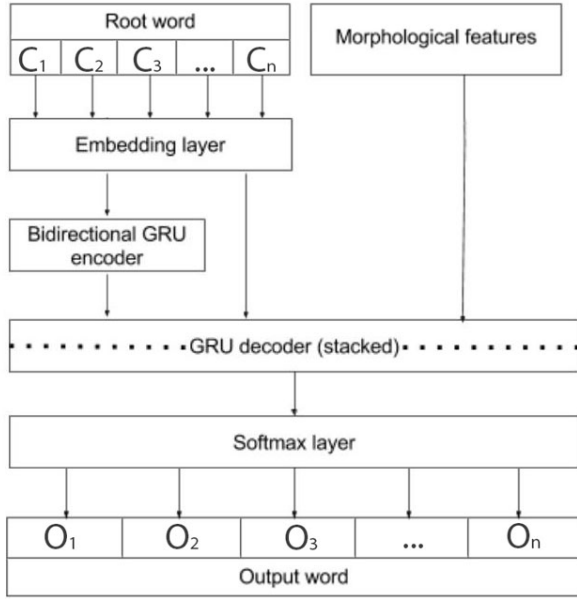 Root word
Morphological features
C1 C2 C3 ... Cn
Embedding layer
Bidirectional GRU
encoder
GRU decoder (stacked)
Softmax layer
O1 O2 O3 ... On
Output word